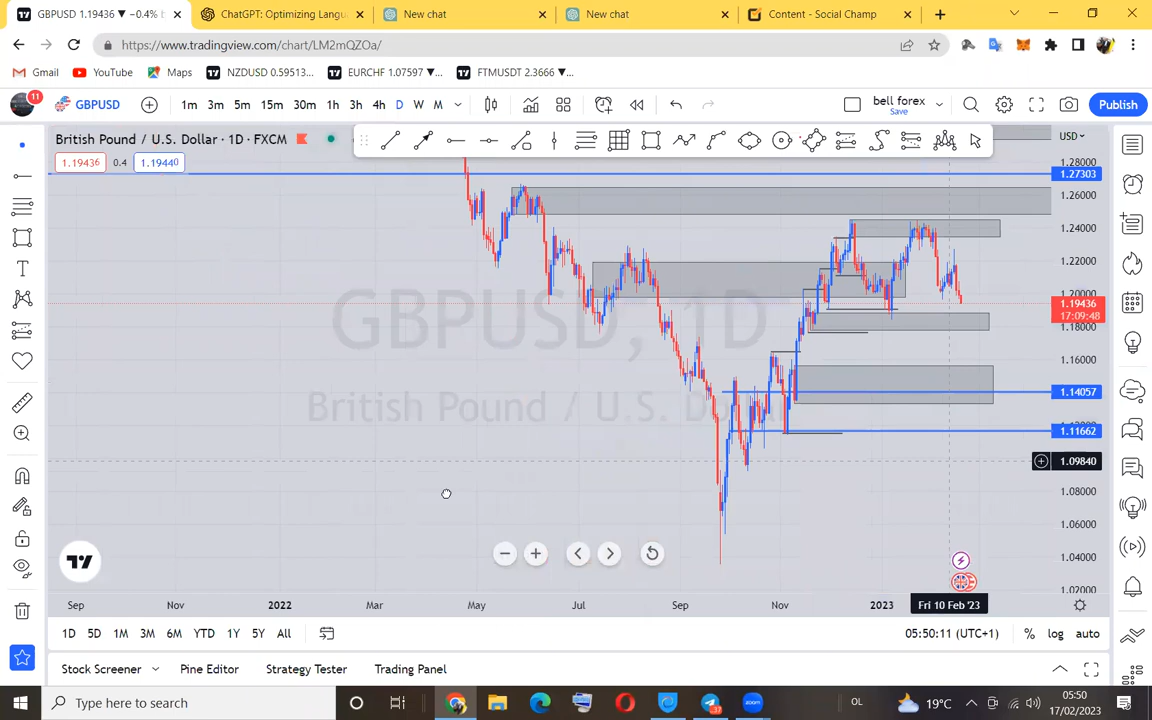 GBPUSD 1.19436 ▼ −0.4% b
ChatGPT: Optimizing Langu
New chat
New chat
Content - Social Champ
https://www.tradingview.com/chart/LM2mQZOa/
Gmail
YouTube
Maps
NZDUSD 0.59513...
EURCHF 1.07597 ▼...
FTMUSDT 2.3666 ▼...
11
GBPUSD
1m 3m 5m 15m 30m 1h 3h 4h D W M
bell forex
Save
Publish
British Pound / U.S. Dollar · 1D · FXCM
USD
1.19436
0.4
1.19440
1.28000
1.27303
1.26000
1.24000
1.22000
1.20000
1.19436
17:09:48
1.18000
1.16000
1.14057
1.11662
1.09840
1.08000
1.06000
1.04000
1.02000
GBPUSD, 1D
British Pound / U.S. D
Sep Nov 2022 Mar May Jul Sep Nov 2023 Fri 10 Feb '23
1D 5D 1M 3M 6M YTD 1Y 5Y All
05:50:11 (UTC+1)
% log auto
Stock Screener
Pine Editor
Strategy Tester
Trading Panel
Type here to search
OL
19°C
05:50
17/02/2023